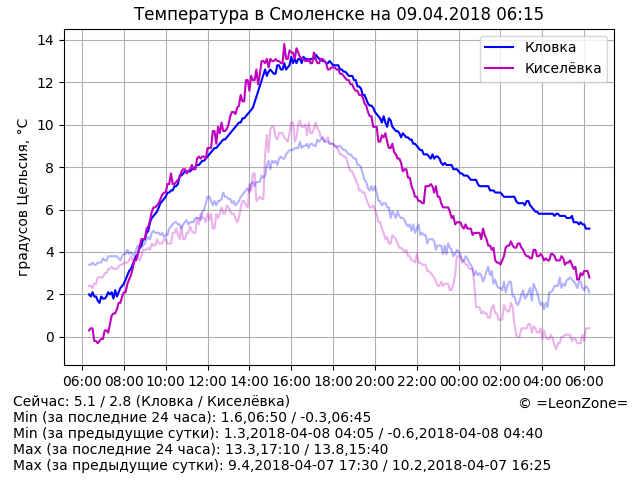 Температура в Смоленске на 09.04.2018 06:15
градусов Цельсия, °C
14
12
10
8
6
4
2
0
Кловка
Киселёвка
06:00 08:00 10:00 12:00 14:00 16:00 18:00 20:00 22:00 00:00 02:00 04:00 06:00
Сейчас: 5.1 / 2.8 (Кловка / Киселёвка)
© =LeonZone=
Min (за последние 24 часа): 1.6,06:50 / -0.3,06:45
Min (за предыдущие сутки): 1.3,2018-04-08 04:05 / -0.6,2018-04-08 04:40
Max (за последние 24 часа): 13.3,17:10 / 13.8,15:40
Max (за предыдущие сутки): 9.4,2018-04-07 17:30 / 10.2,2018-04-07 16:25